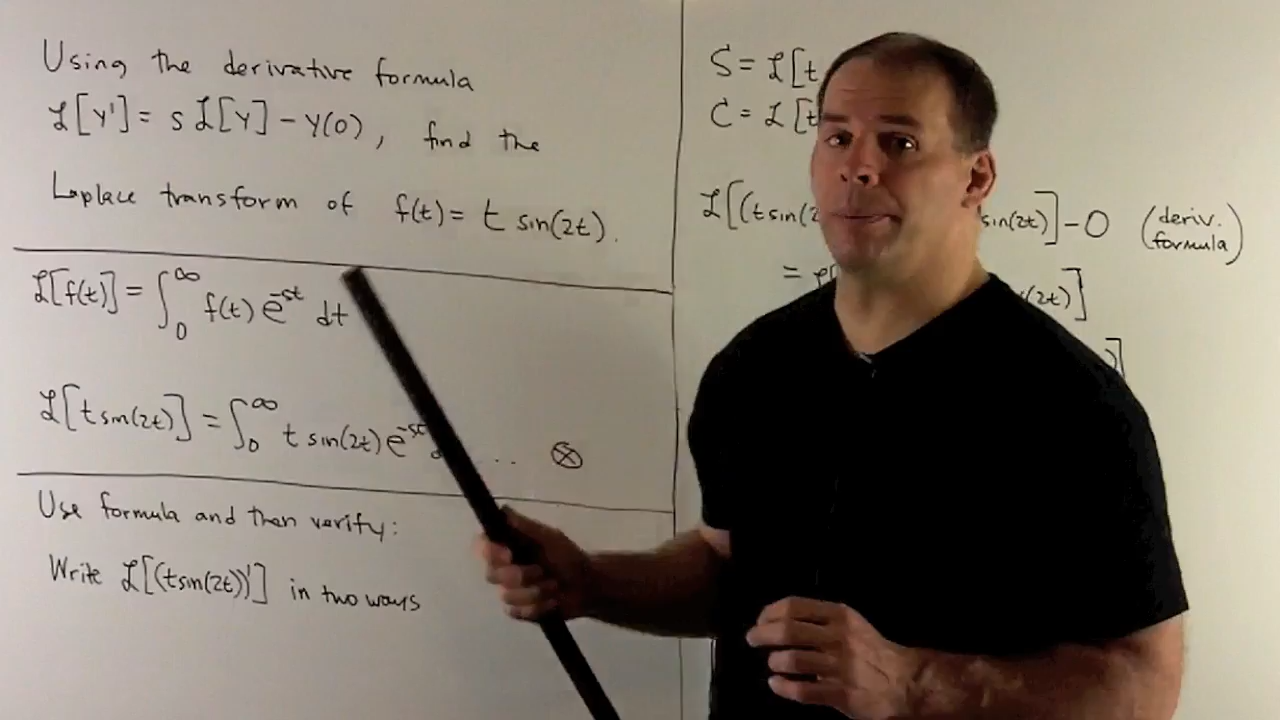 Using the derivative formula
ℒ[y'] = s ℒ[y] - y(0), find the
Laplace transform of f(t) = t sin(2t).
ℒ[f(t)] = ∫₀^∞ f(t) e^{-st} dt
ℒ[t sin(2t)] = ∫₀^∞ t sin(2t) e^{-st} ... ⊗
Use formula and then verify:
Write ℒ[(t sin(2t))'] in two ways
S = ℒ[t
C = ℒ[t
ℒ[(t sin(2 sin(2t)] - 0 (deriv. formula)
= ℒ[ (2t)]
]